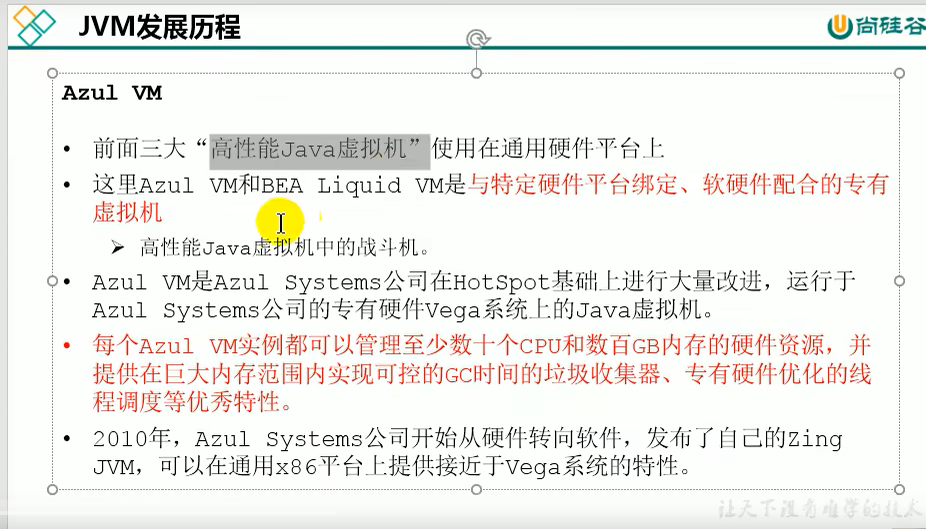 JVM发展历程
尚硅谷
Azul VM
• 前面三大“高性能Java虚拟机”使用在通用硬件平台上
• 这里Azul VM和BEA Liquid VM是与特定硬件平台绑定、软硬件配合的专有
虚拟机
➢ 高性能Java虚拟机中的战斗机。
• Azul VM是Azul Systems公司在HotSpot基础上进行大量改进，运行于
Azul Systems公司的专有硬件Vega系统上的Java虚拟机。
• 每个Azul VM实例都可以管理至少数十个CPU和数百GB内存的硬件资源，并
提供在巨大内存范围内实现可控的GC时间的垃圾收集器、专有硬件优化的线
程调度等优秀特性。
• 2010年，Azul Systems公司开始从硬件转向软件，发布了自己的Zing
JVM，可以在通用x86平台上提供接近于Vega系统的特性。
让天下没有难学的技术